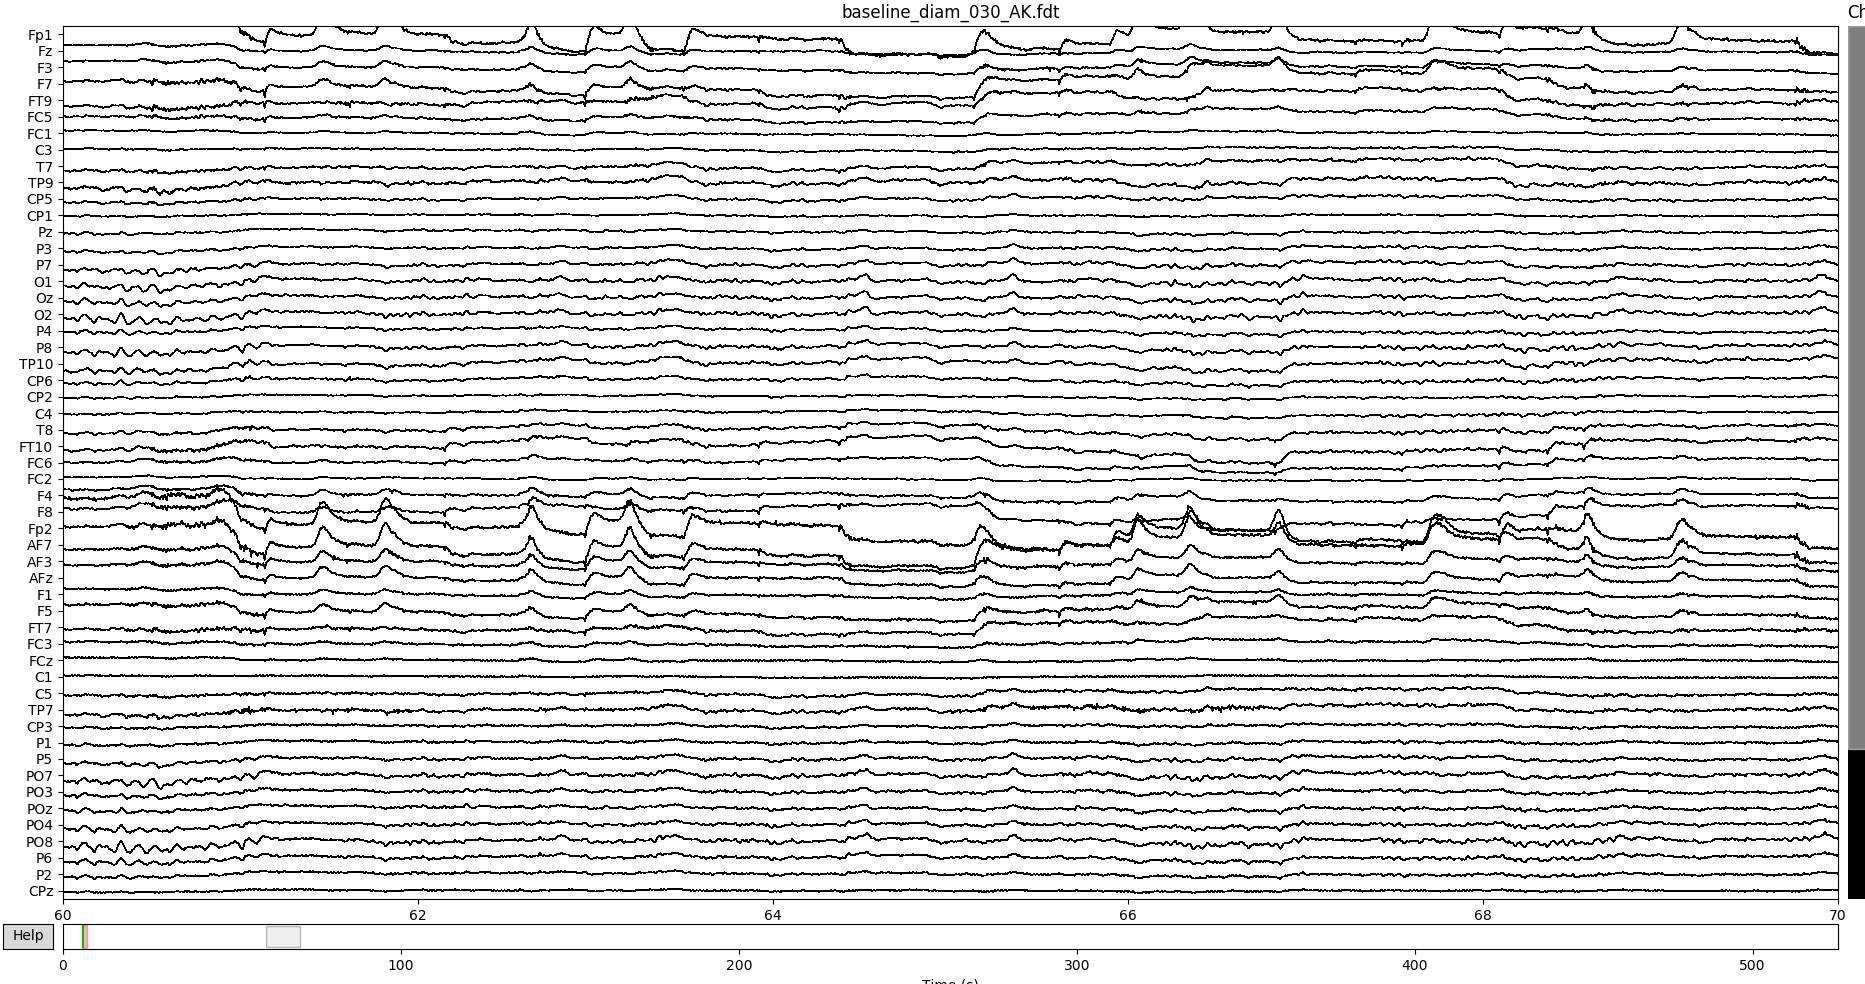 baseline_diam_030_AK.fdt
Ch
Fp1
Fz
F3
F7
FT9
FC5
FC1
C3
T7
TP9
CP5
CP1
Pz
P3
P7
O1
Oz
O2
P4
P8
TP10
CP6
CP2
C4
T8
FT10
FC6
FC2
F4
F8
Fp2
AF7
AF3
AFz
F1
F5
FT7
FC3
FCz
C1
C5
TP7
CP3
P1
P5
PO7
PO3
POz
PO4
PO8
P6
P2
CPz
60 62 64 66 68 70
Help
0 100 200 300 400 500
Time (s)